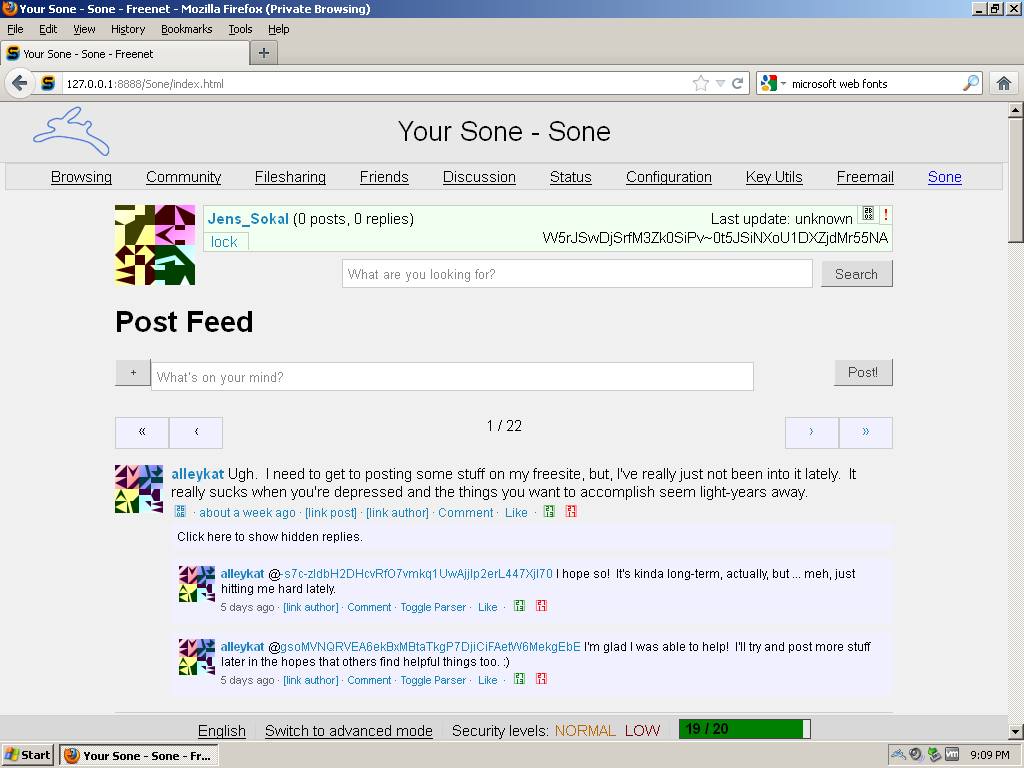 Your Sone - Sone - Freenet - Mozilla Firefox (Private Browsing)
File Edit View History Bookmarks Tools Help
Your Sone - Sone - Freenet +
127.0.0.1:8888/Sone/index.html microsoft web fonts
Your Sone - Sone
Browsing Community Filesharing Friends Discussion Status Configuration Key Utils Freemail Sone
Jens_Sokal (0 posts, 0 replies) Last update: unknown !
lock W5rJSwDjSrfM3Zk0SiPv~0t5JSiNXoU1DXZjdMr55NA
What are you looking for? Search
Post Feed
+ What's on your mind? Post!
« ‹ 1 / 22 › »
alleykat Ugh.  I need to get to posting some stuff on my freesite, but, I've really just not been into it lately.  It
really sucks when you're depressed and the things you want to accomplish seem light-years away.
· about a week ago · [link post] · [link author] · Comment · Like ·
Click here to show hidden replies.
alleykat @-s7c-zldbH2DHcvRfO7vmkq1UwAjjIp2erL447XjI70 I hope so!  It's kinda long-term, actually, but ... meh, just
hitting me hard lately.
5 days ago · [link author] · Comment · Toggle Parser · Like ·
alleykat @gsoMVNQRVEA6ekBxMBtaTkgP7DjiCiFAetW6MekgEbE I'm glad I was able to help!  I'll try and post more stuff
later in the hopes that others find helpful things too. :)
5 days ago · [link author] · Comment · Toggle Parser · Like ·
English Switch to advanced mode Security levels: NORMAL LOW 19 / 20
Start Your Sone - Sone - Fr... 9:09 PM